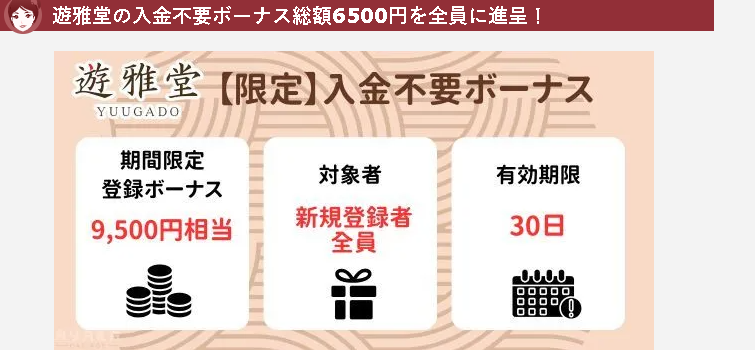 遊雅堂の入金不要ボーナス総額6500円を全員に進呈！
遊雅堂
YUUGADO
【限定】入金不要ボーナス
期間限定
登録ボーナス
9,500円相当
対象者
新規登録者
全員
有効期限
30日